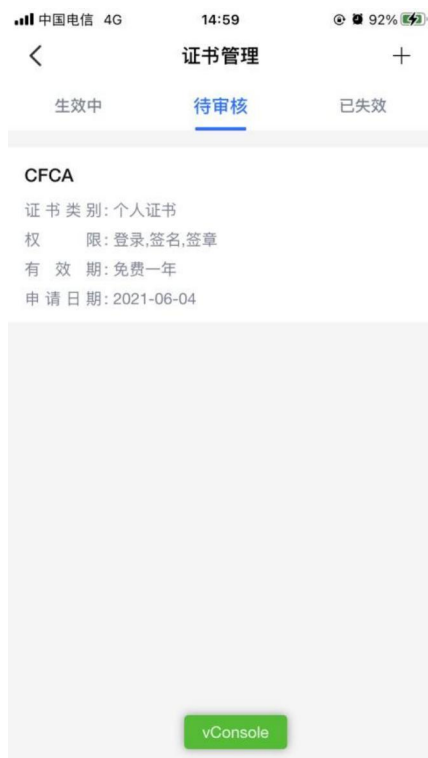 中国电信 4G 14:59 92%
证书管理
生效中 待审核 已失效
CFCA
证书类别:个人证书
权限:登录,签名,签章
有效期:免费一年
申请日期:2021-06-04
vConsole